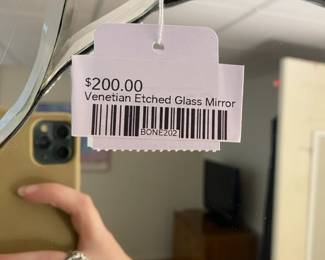 $200.00
Venetian Etched Glass Mirror
BONE202